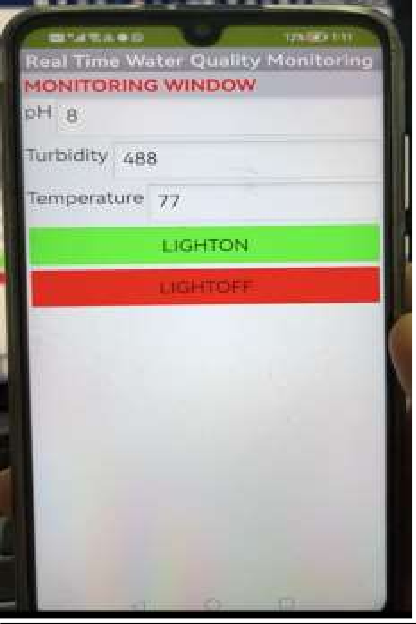 Real Time Water Quality Monitoring
MONITORING WINDOW
pH 8
Turbidity 488
Temperature 77
LIGHTON
LIGHTOFF